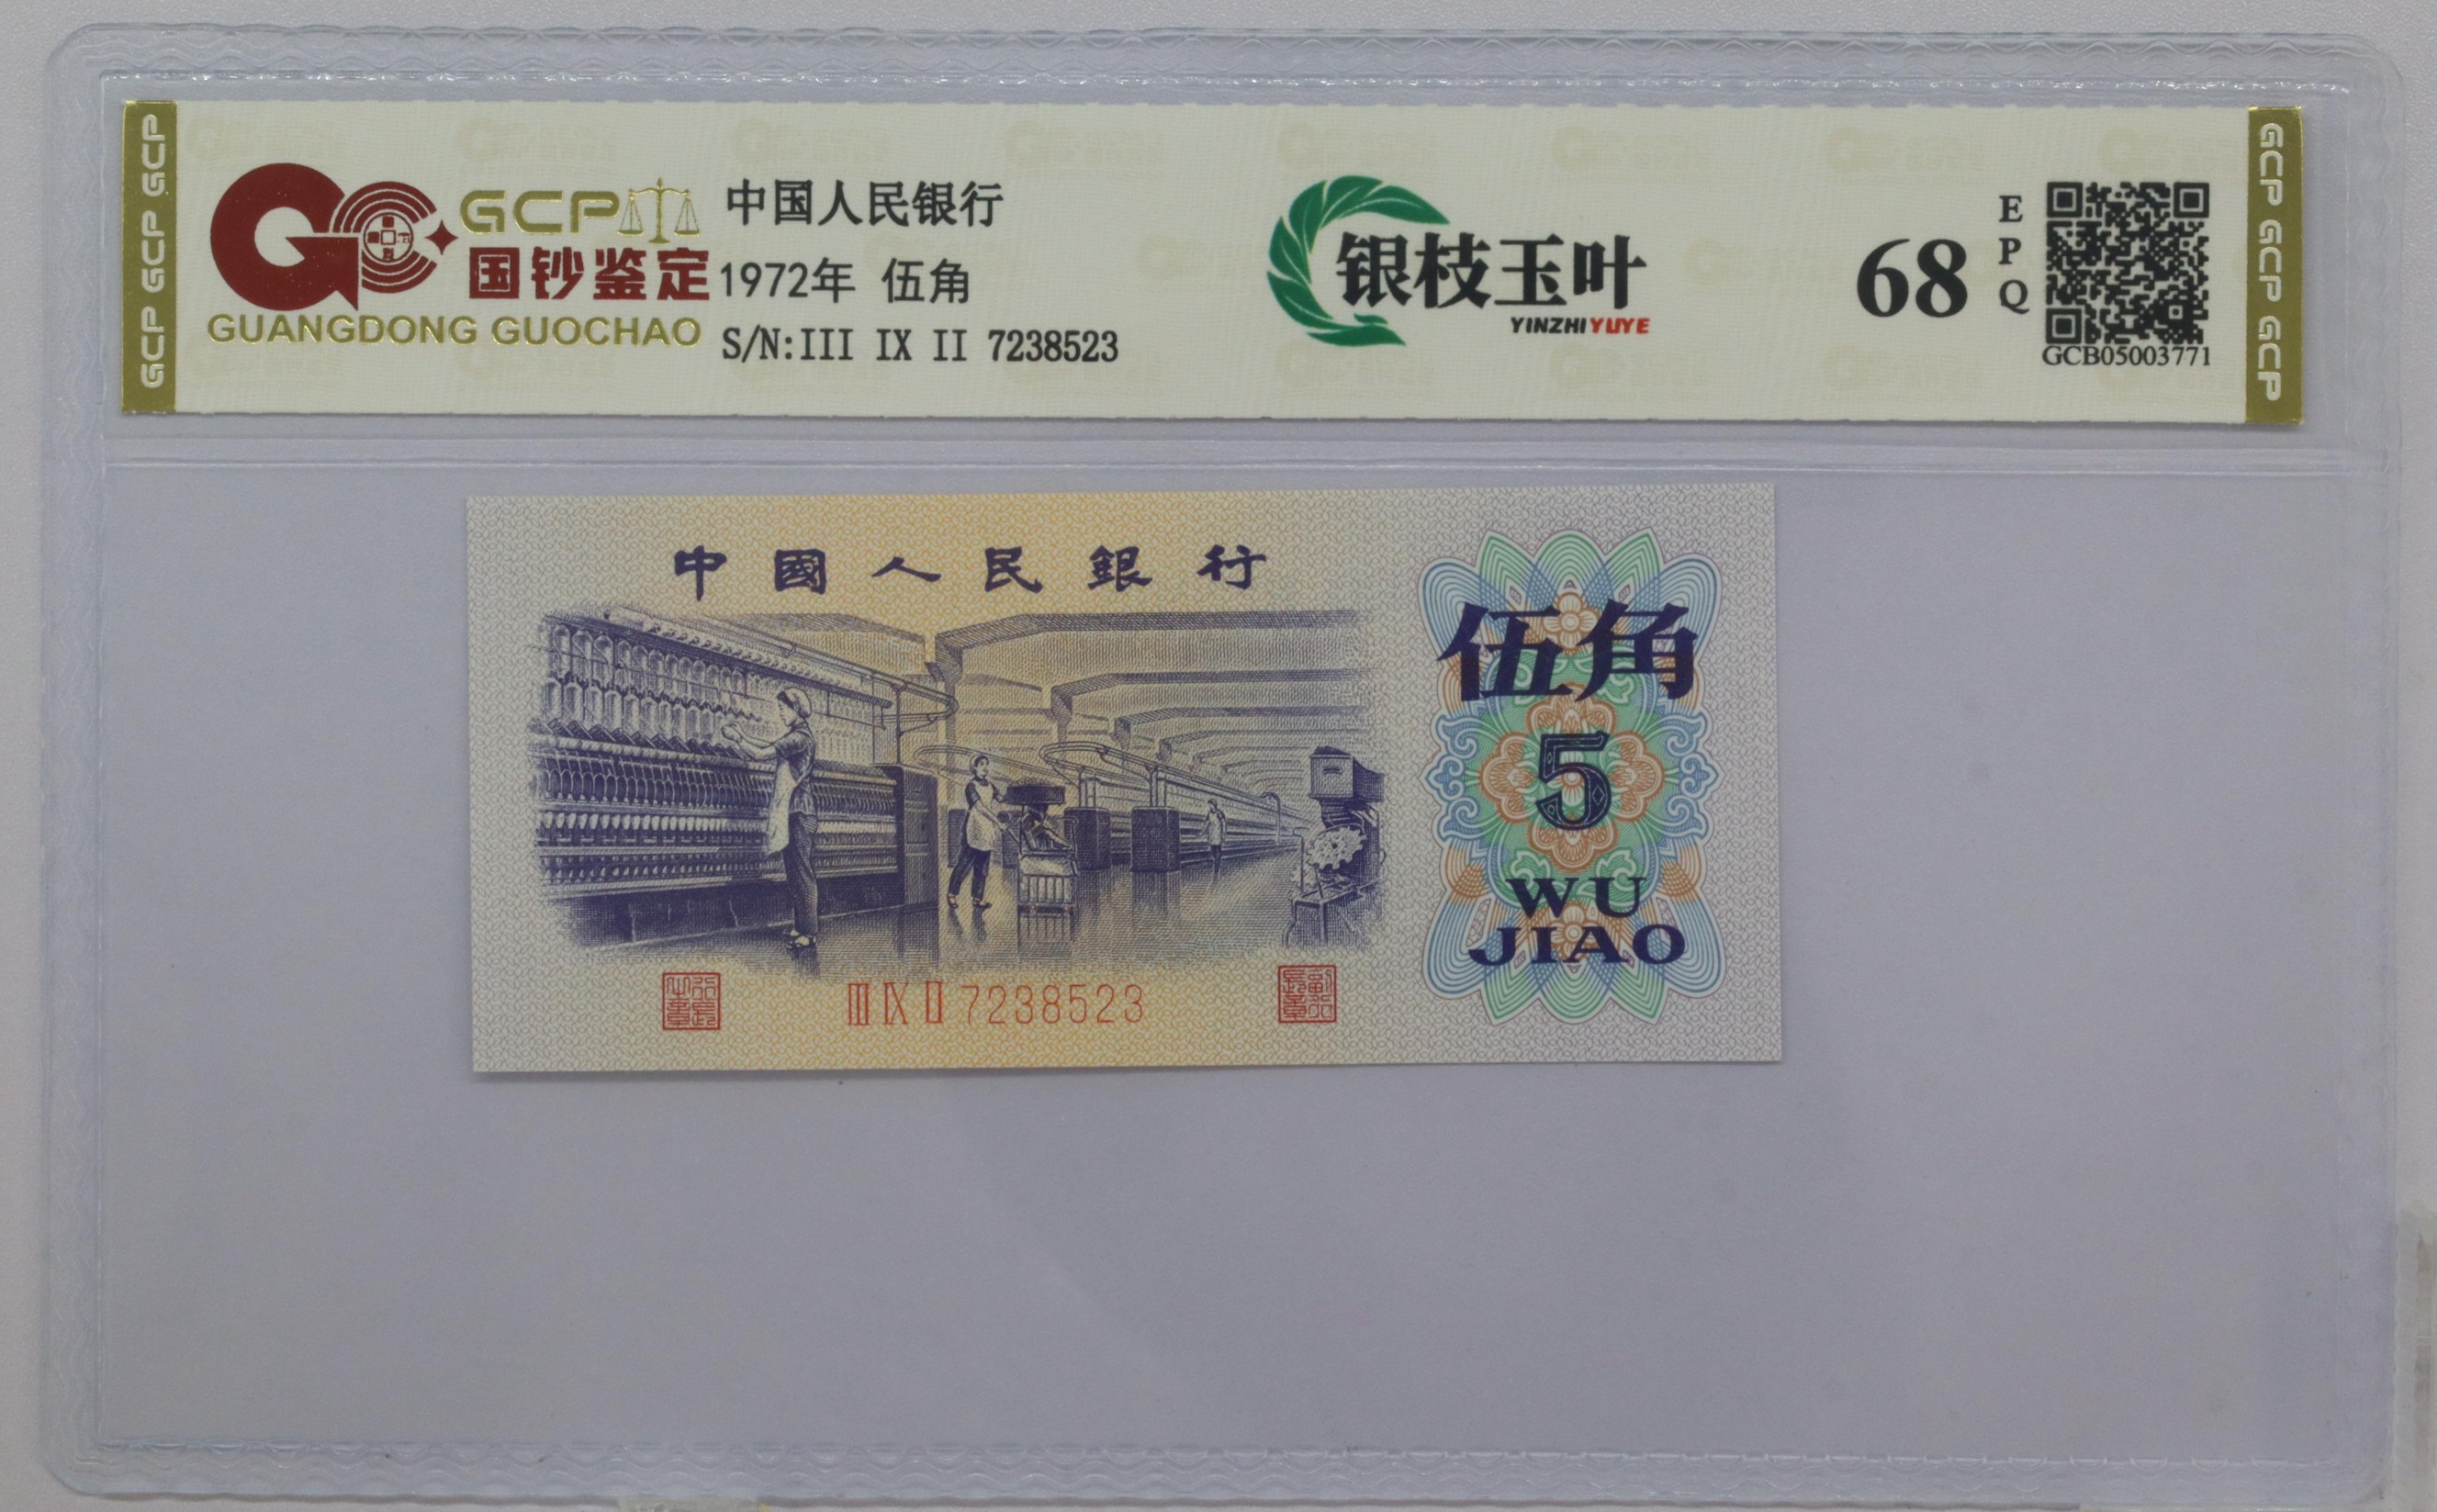 GCP GCP GCP
GCP
国钞鉴定
GUANGDONG GUOCHAO
中国人民银行
1972年 伍角
S/N:III IX II 7238523
银枝玉叶
YINZHIYUYE
68
EPQ
GCB05003771
GCP GCP GCP
中國人民銀行
伍角
5
WU
JIAO
III IX II 7238523